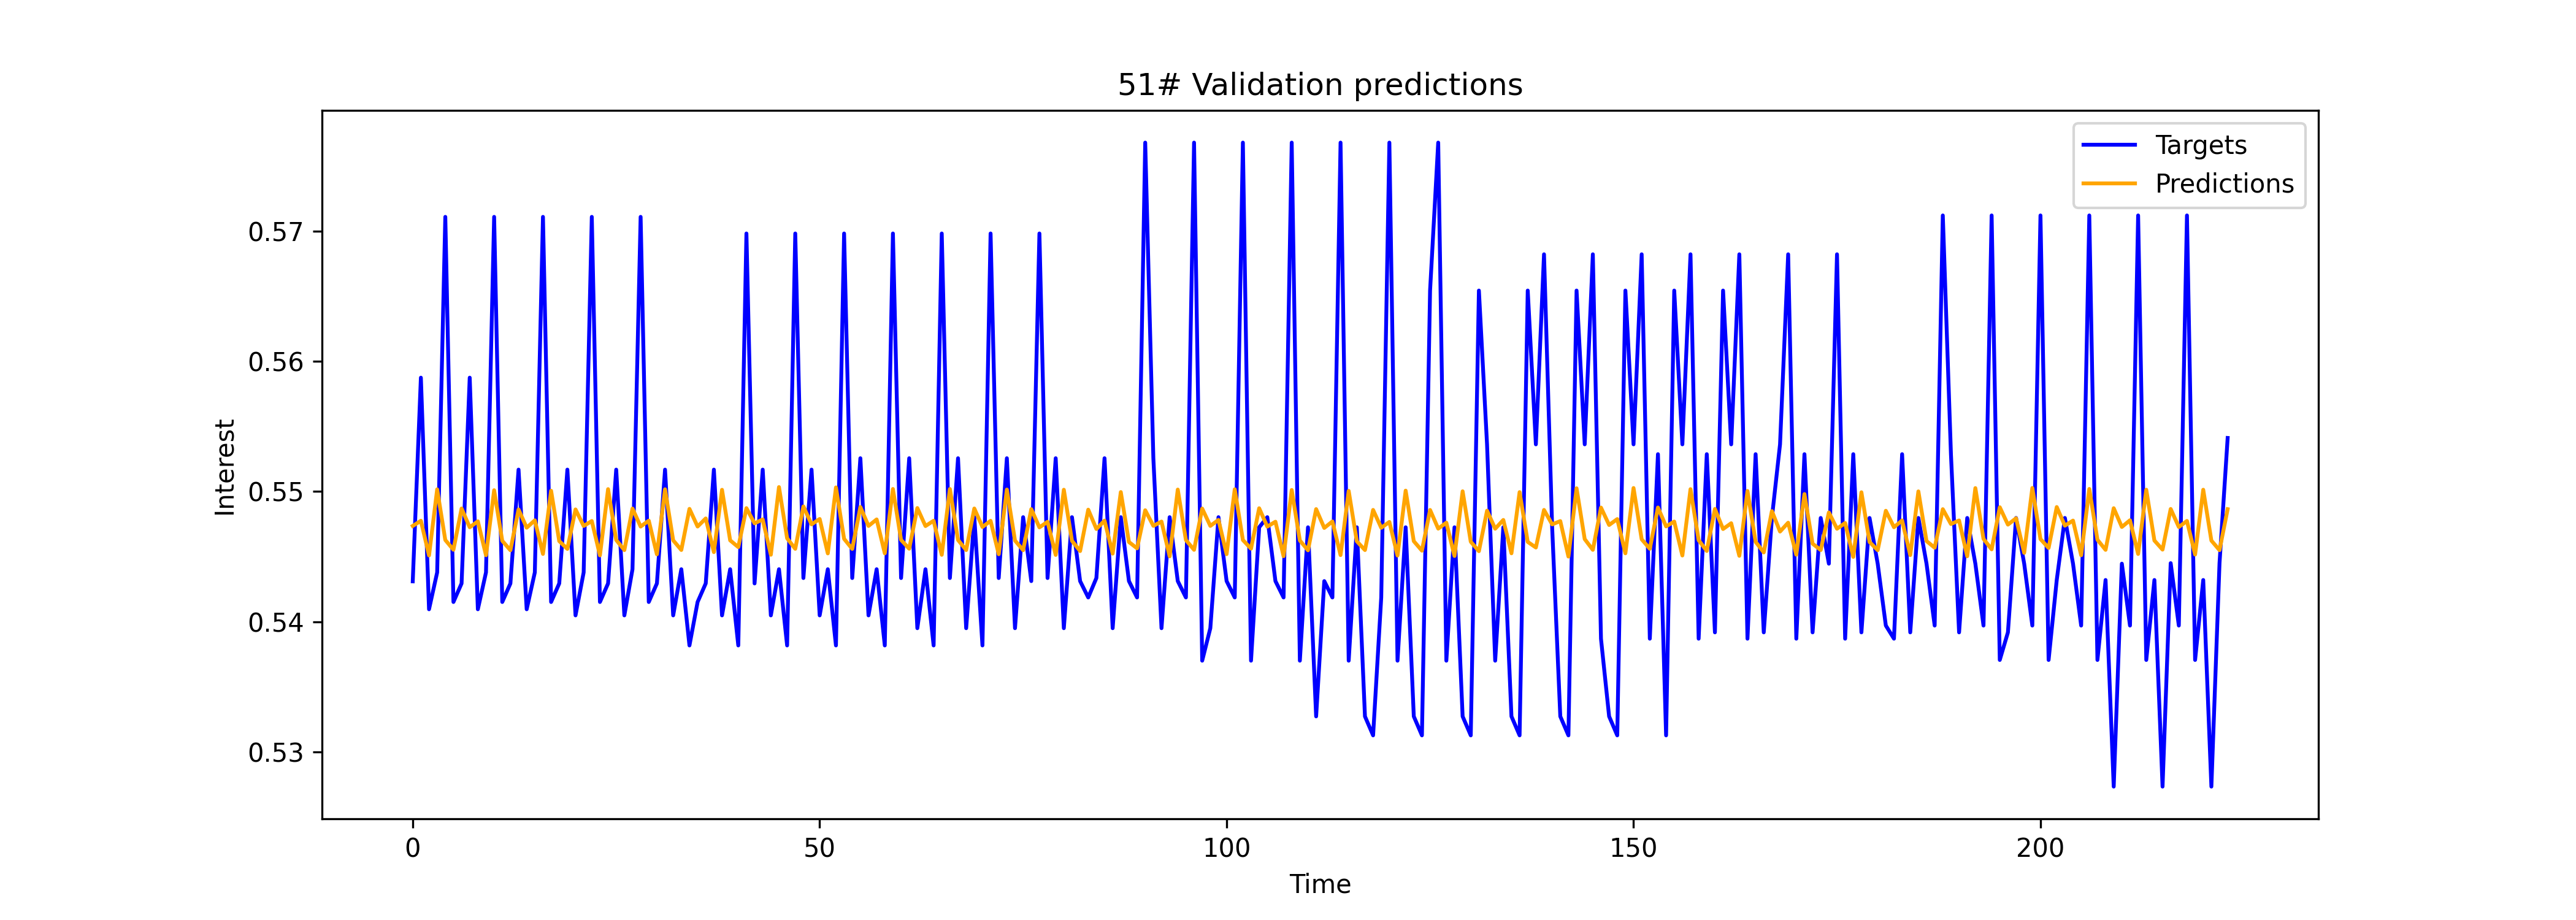 51# Validation predictions
Targets
Predictions
Interest
0.57
0.56
0.55
0.54
0.53
0
50
100
150
200
Time